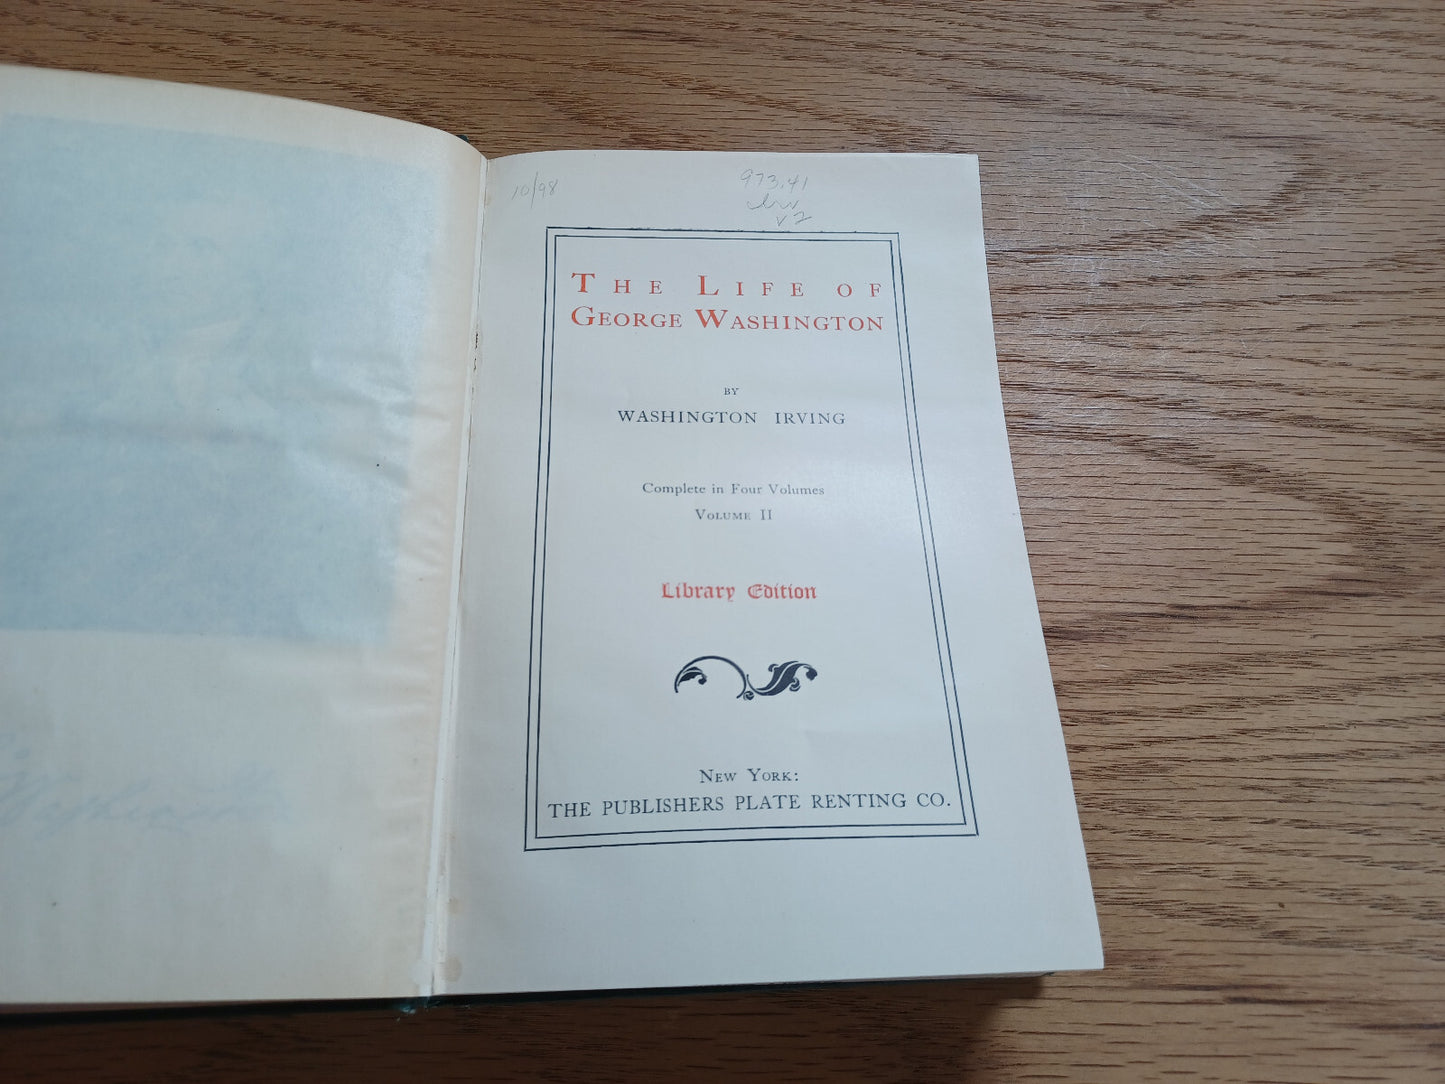 10/98
973.41
Irv
v2
The Life of
George Washington
BY
WASHINGTON IRVING
Complete in Four Volumes
Volume II
Library Edition
New York:
THE PUBLISHERS PLATE RENTING CO.